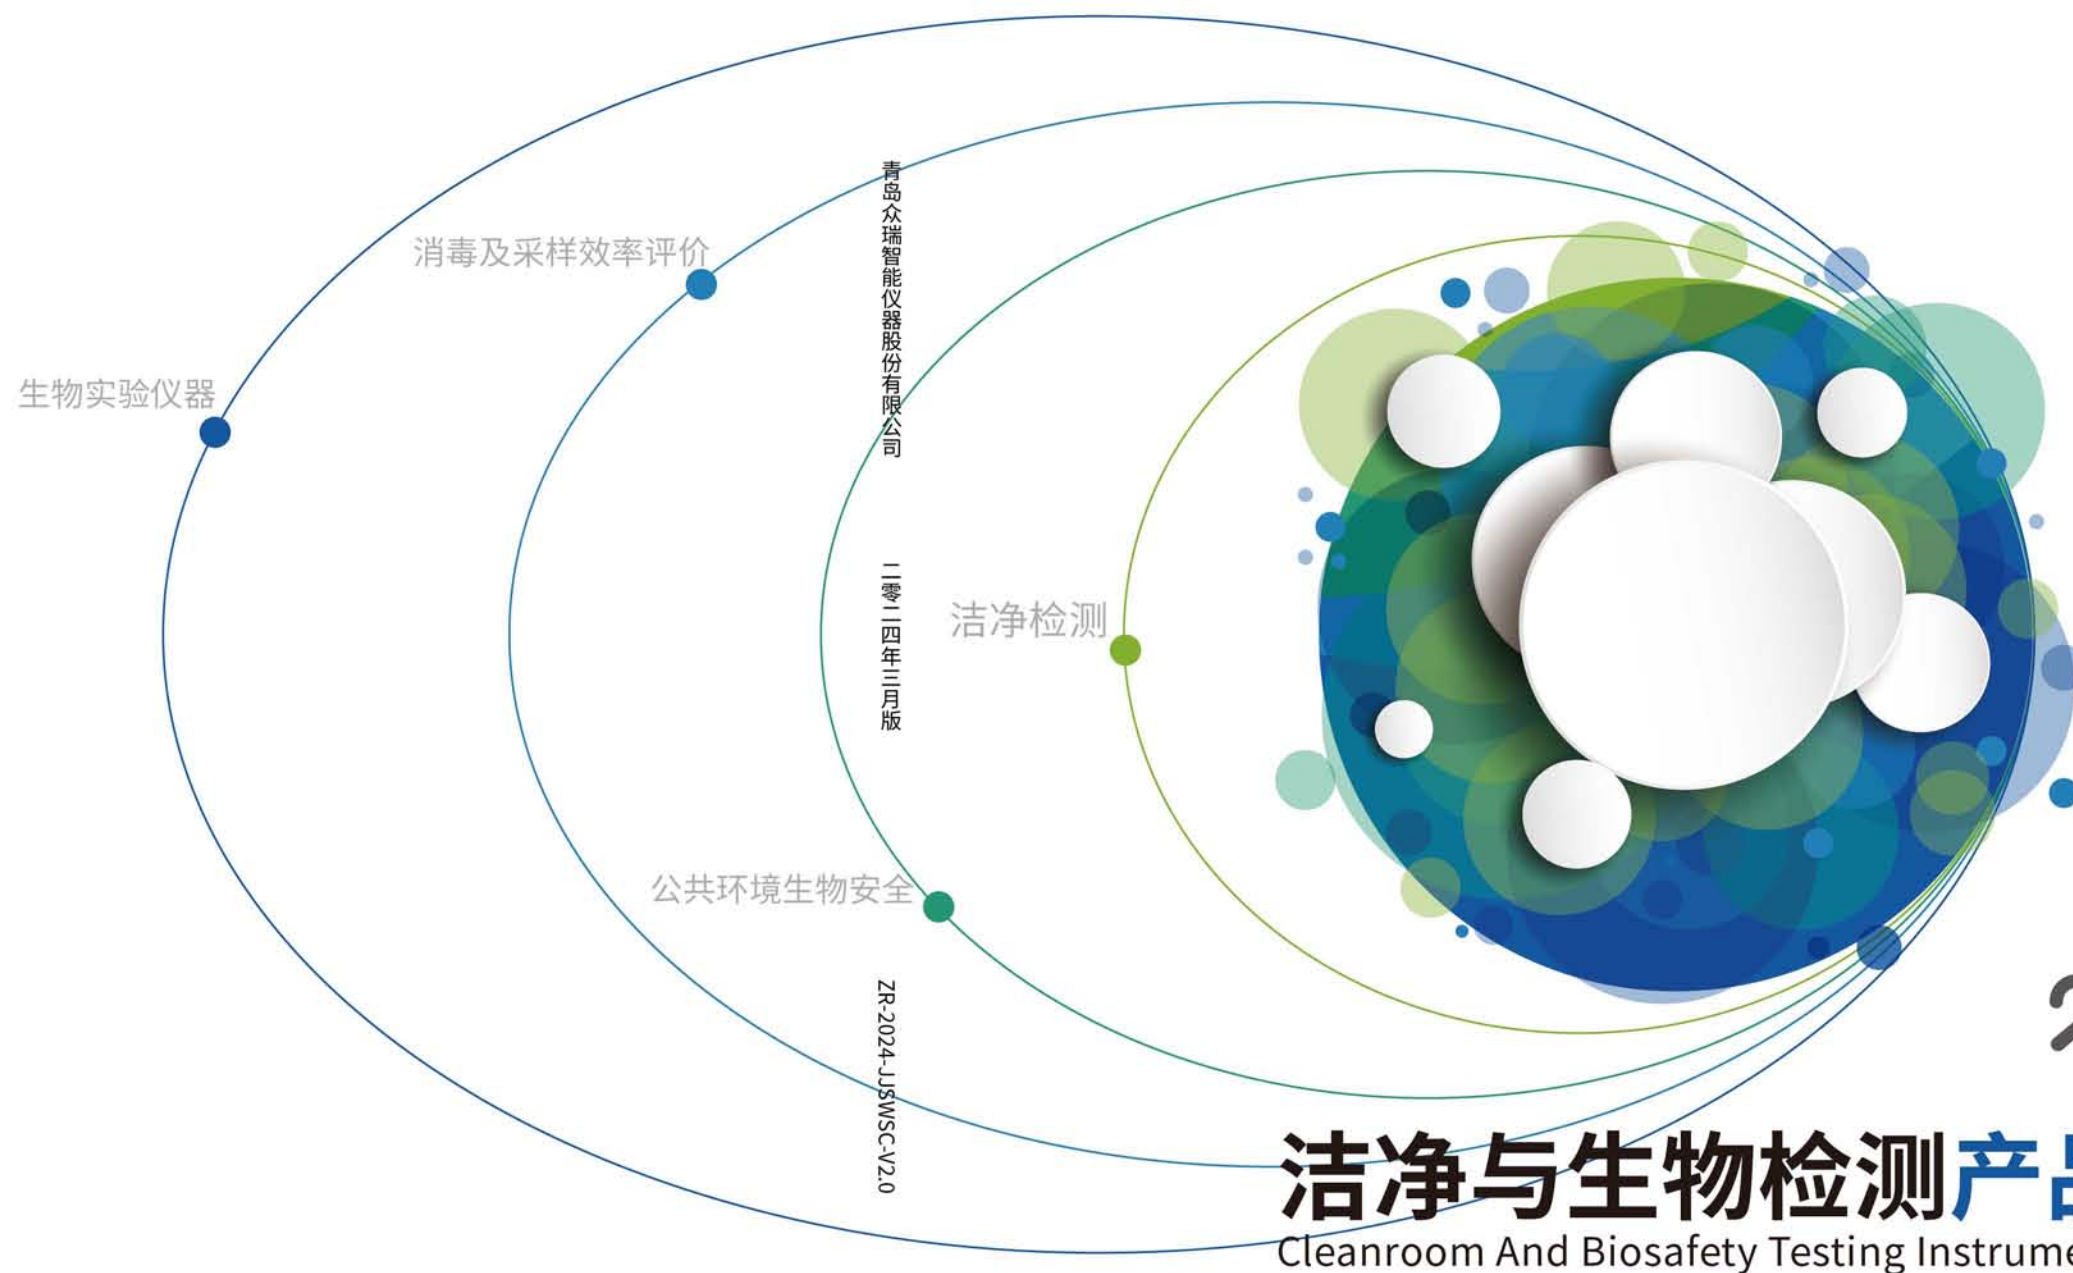 消毒及采样效率评价
生物实验仪器
青岛众瑞智能仪器股份有限公司
二零二四年三月版
ZR-2024-JJSWSC-V2.0
洁净检测
公共环境生物安全
洁净与生物检测产品
Cleanroom And Biosafety Testing Instrume